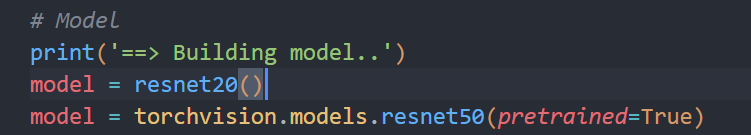 # Model
print('==> Building model..')
model = resnet20()
model = torchvision.models.resnet50(pretrained=True)